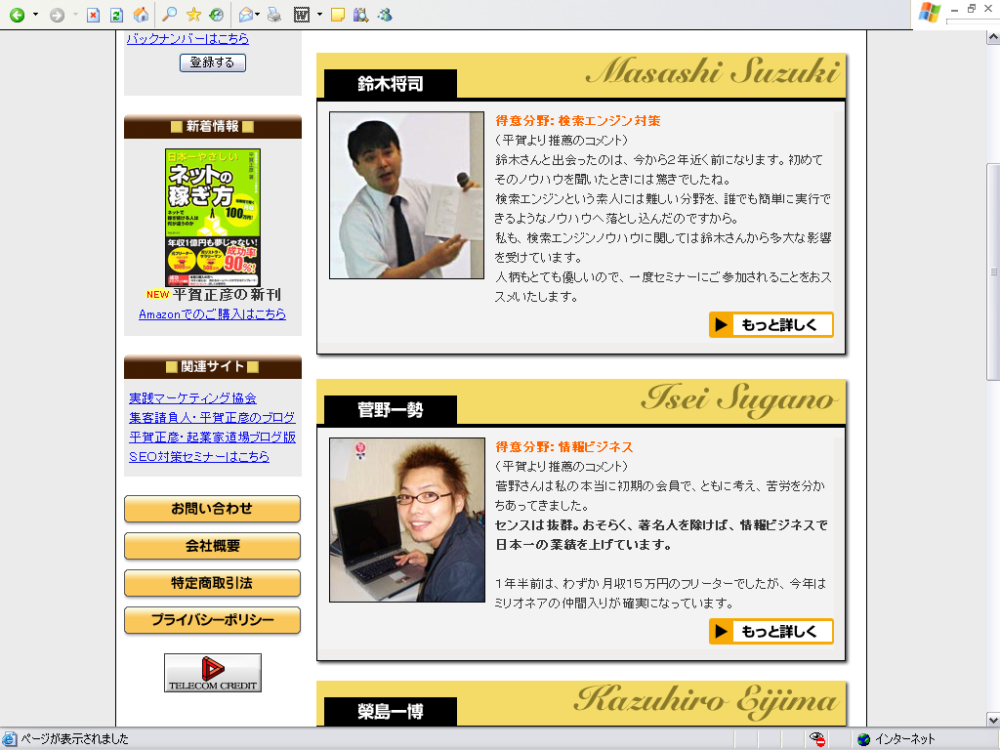 バックナンバーはこちら
登録する
新着情報
日本一やさしい
ネットの
稼ぎ方
100万円!
年収1億円も夢じゃない!
成功率
90%!
NEW 平賀正彦の新刊
Amazonでのご購入はこちら
関連サイト
実践マーケティング協会
集客請負人・平賀正彦のブログ
平賀正彦・起業家道場ブログ版
SEO対策セミナーはこちら
お問い合わせ
会社概要
特定商取引法
プライバシーポリシー
TELECOM CREDIT
Masashi Suzuki
鈴木将司
得意分野: 検索エンジン対策
(平賀より推薦のコメント)
鈴木さんと出会ったのは、今から2年近く前になります。初めて
そのノウハウを聞いたときには驚きでしたね。
検索エンジンという素人には難しい分野を、誰でも簡単に実行で
きるようなノウハウへ落とし込んだのですから。
私も、検索エンジンノウハウに関しては鈴木さんから多大な影響
を受けています。
人柄もとても優しいので、一度セミナーにご参加されることをおス
スメいたします。
もっと詳しく
Isei Sugano
菅野一勢
得意分野: 情報ビジネス
(平賀より推薦のコメント)
菅野さんは私の本当に初期の会員で、ともに考え、苦労を分か
ちあってきました。
センスは抜群。おそらく、著名人を除けば、情報ビジネスで
日本一の業績を上げています。
1年半前は、わずか月収15万円のフリーターでしたが、今年は
ミリオネアの仲間入りが確実になっています。
もっと詳しく
Kazuhiro Eijima
榮島一博
ページが表示されました
インターネット